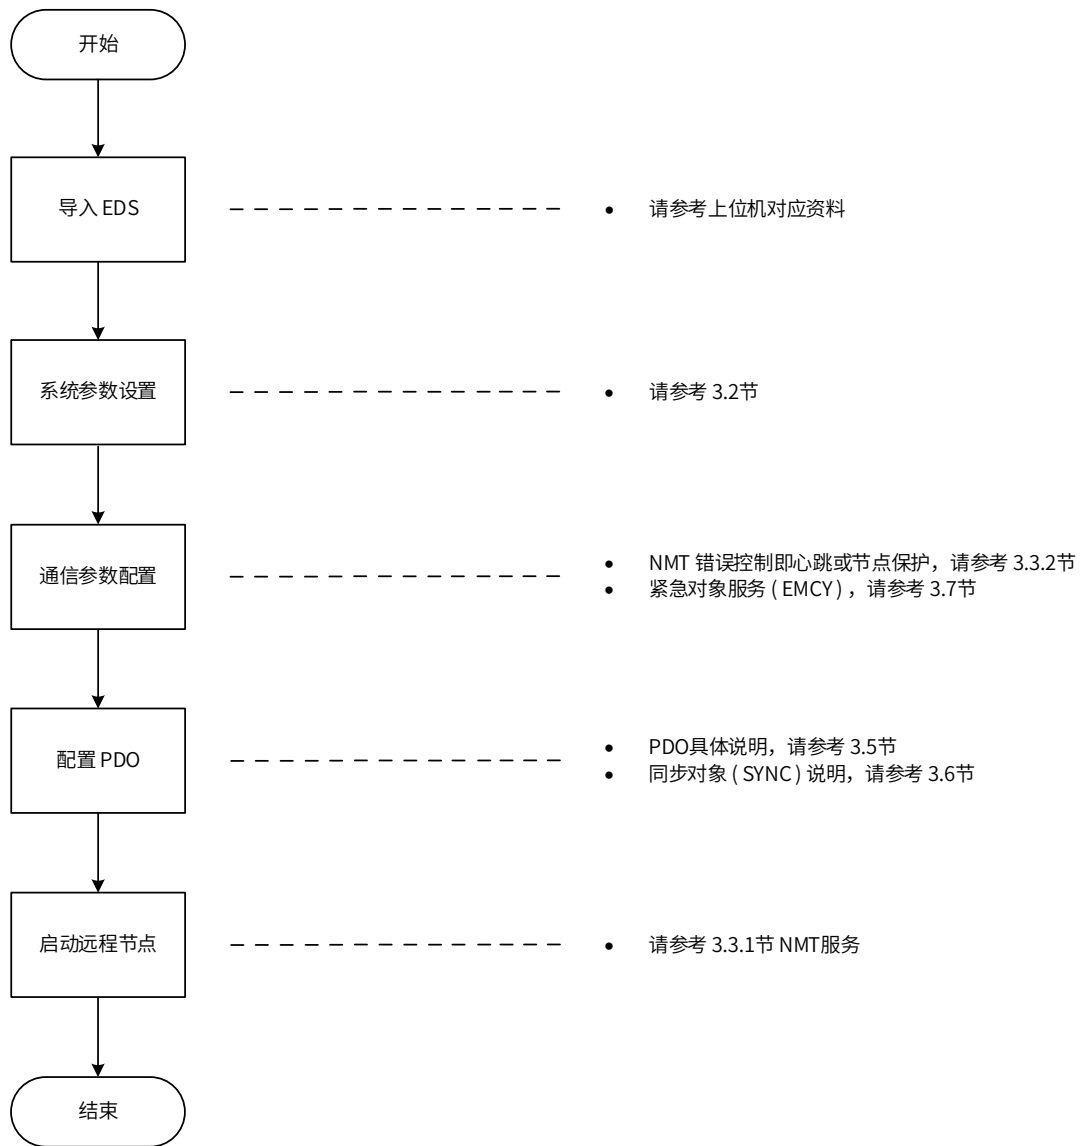 开始
导入 EDS
• 请参考上位机对应资料
系统参数设置
• 请参考 3.2节
通信参数配置
• NMT 错误控制即心跳或节点保护，请参考 3.3.2节
• 紧急对象服务 ( EMCY ) ，请参考 3.7节
配置 PDO
• PDO具体说明，请参考 3.5节
• 同步对象 ( SYNC ) 说明，请参考 3.6节
启动远程节点
• 请参考 3.3.1节 NMT服务
结束